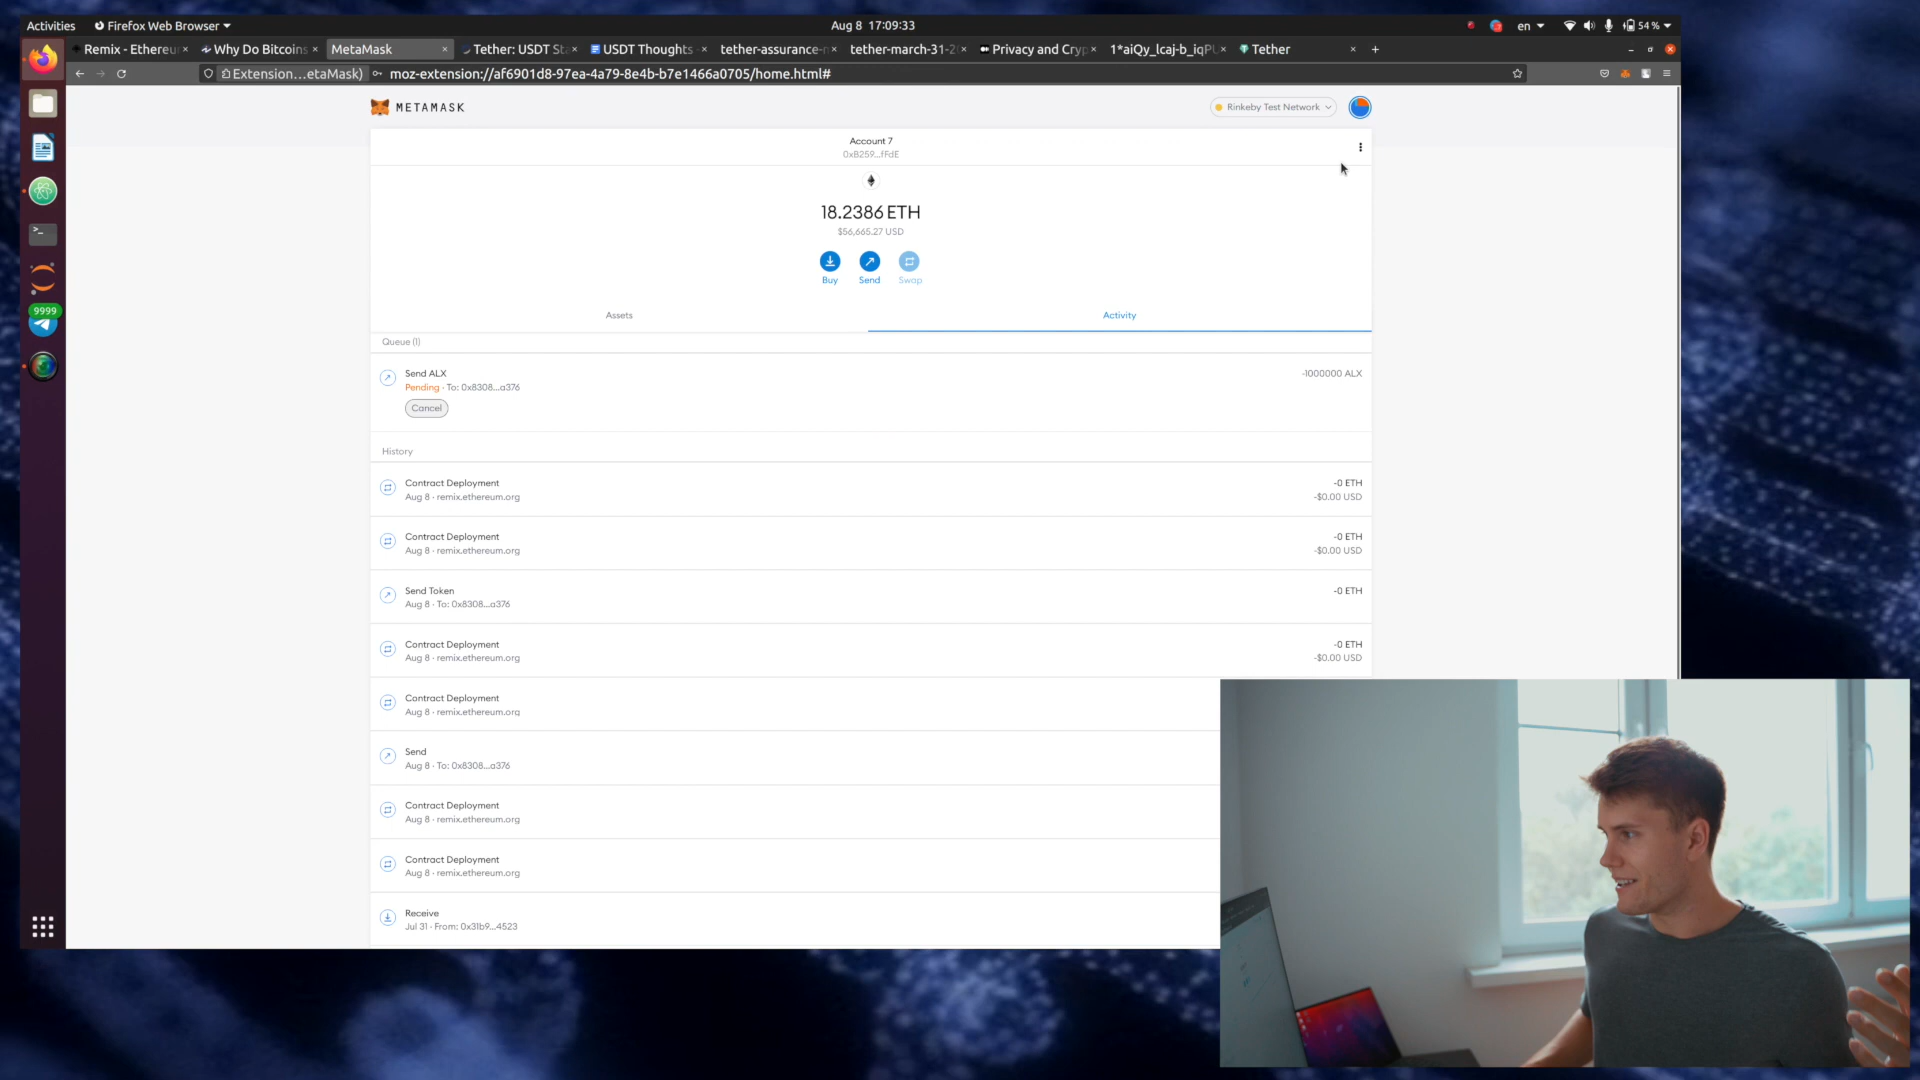 Activities
Firefox Web Browser
Aug 8 17:09:33
en
54 %
Remix - Ethereu
Why Do Bitcoins
MetaMask
Tether: USDT St
USDT Thoughts
tether-assurance-
tether-march-31-2
Privacy and Cryp
1*aiQy_lcaj-b_iqPU
Tether
Extension...etaMask)
moz-extension://af6901d8-97ea-4a79-8e4b-b7e1466a0705/home.html#
METAMASK
Rinkeby Test Network
Account 7
0xB259...fFdE
18.2386 ETH
$56,665.27 USD
Buy
Send
Swap
Assets
Activity
Queue (1)
Send ALX
-1000000 ALX
Pending · To: 0x8308...a376
Cancel
History
Contract Deployment
-0 ETH
Aug 8 · remix.ethereum.org
-$0.00 USD
Contract Deployment
-0 ETH
Aug 8 · remix.ethereum.org
-$0.00 USD
Send Token
-0 ETH
Aug 8 · To: 0x8308...a376
Contract Deployment
-0 ETH
Aug 8 · remix.ethereum.org
-$0.00 USD
Contract Deployment
Aug 8 · remix.ethereum.org
Send
Aug 8 · To: 0x8308...a376
Contract Deployment
Aug 8 · remix.ethereum.org
Contract Deployment
Aug 8 · remix.ethereum.org
Receive
Jul 31 · From: 0x31b9...4523
9999